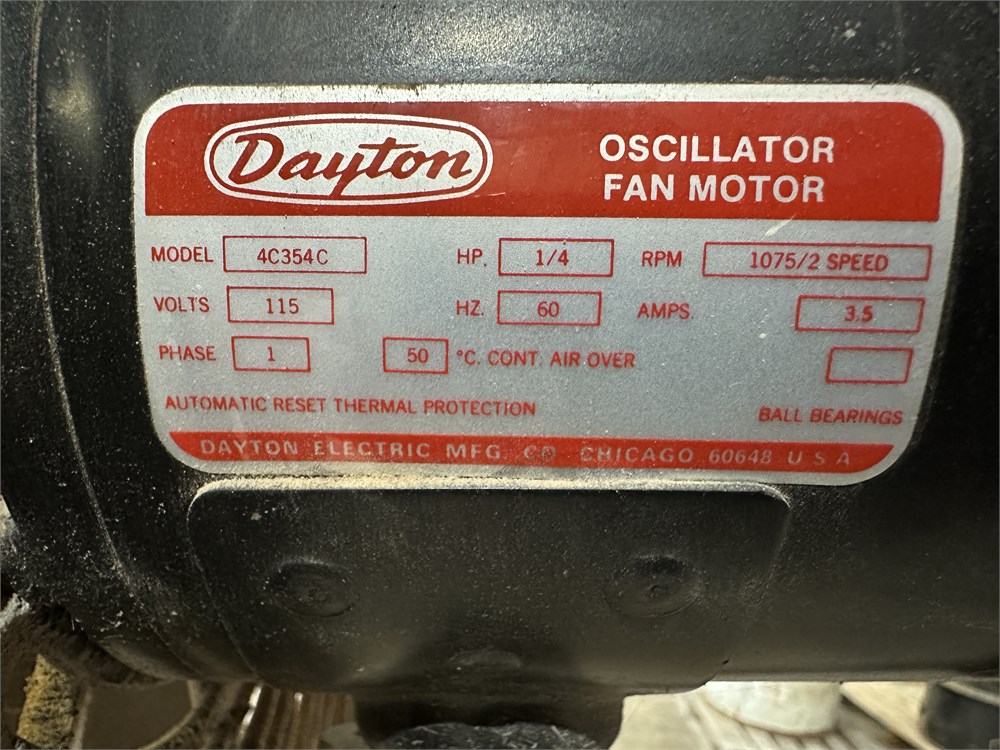 Dayton
OSCILLATOR
FAN MOTOR
MODEL 4C354C HP. 1/4 RPM 1075/2 SPEED
VOLTS 115 HZ. 60 AMPS. 3.5
PHASE 1 50 °C. CONT. AIR OVER
AUTOMATIC RESET THERMAL PROTECTION BALL BEARINGS
DAYTON ELECTRIC MFG. CO. CHICAGO 60648 U S A